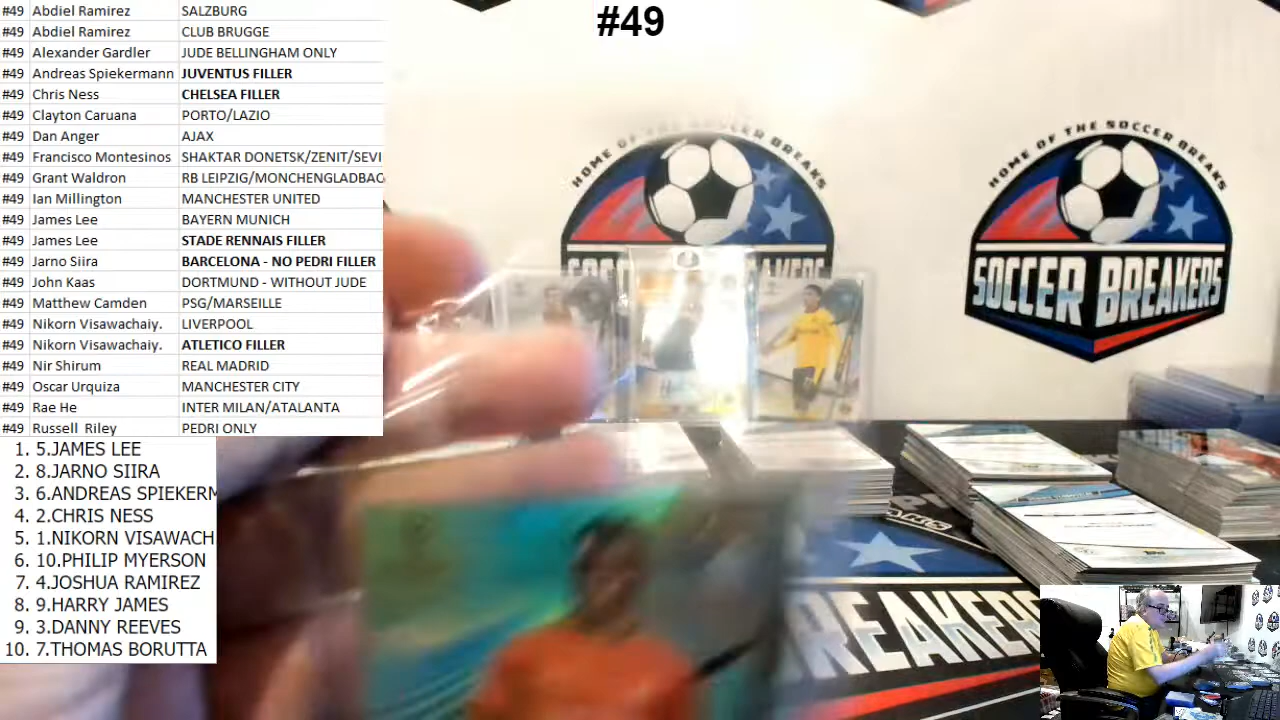 #49
#49 Abdiel Ramirez SALZBURG
#49 Abdiel Ramirez CLUB BRUGGE
#49 Alexander Gardler JUDE BELLINGHAM ONLY
#49 Andreas Spiekermann JUVENTUS FILLER
#49 Chris Ness CHELSEA FILLER
#49 Clayton Caruana PORTO/LAZIO
#49 Dan Anger AJAX
#49 Francisco Montesinos SHAKTAR DONETSK/ZENIT/SEVI
#49 Grant Waldron RB LEIPZIG/MONCHENGLADBAC
#49 Ian Millington MANCHESTER UNITED
#49 James Lee BAYERN MUNICH
#49 James Lee STADE RENNAIS FILLER
#49 Jarno Siira BARCELONA - NO PEDRI FILLER
#49 John Kaas DORTMUND - WITHOUT JUDE
#49 Matthew Camden PSG/MARSEILLE
#49 Nikorn Visawachaiy. LIVERPOOL
#49 Nikorn Visawachaiy. ATLETICO FILLER
#49 Nir Shirum REAL MADRID
#49 Oscar Urquiza MANCHESTER CITY
#49 Rae He INTER MILAN/ATALANTA
#49 Russell Riley PEDRI ONLY
1. 5.JAMES LEE
2. 8.JARNO SIIRA
3. 6.ANDREAS SPIEKERM
4. 2.CHRIS NESS
5. 1.NIKORN VISAWACH
6. 10.PHILIP MYERSON
7. 4.JOSHUA RAMIREZ
8. 9.HARRY JAMES
9. 3.DANNY REEVES
10. 7.THOMAS BORUTTA
HOME OF THE SOCCER BREAKS
HOME OF THE SOCCER BREAKS
SOCCER BREAKERS
REAKERS